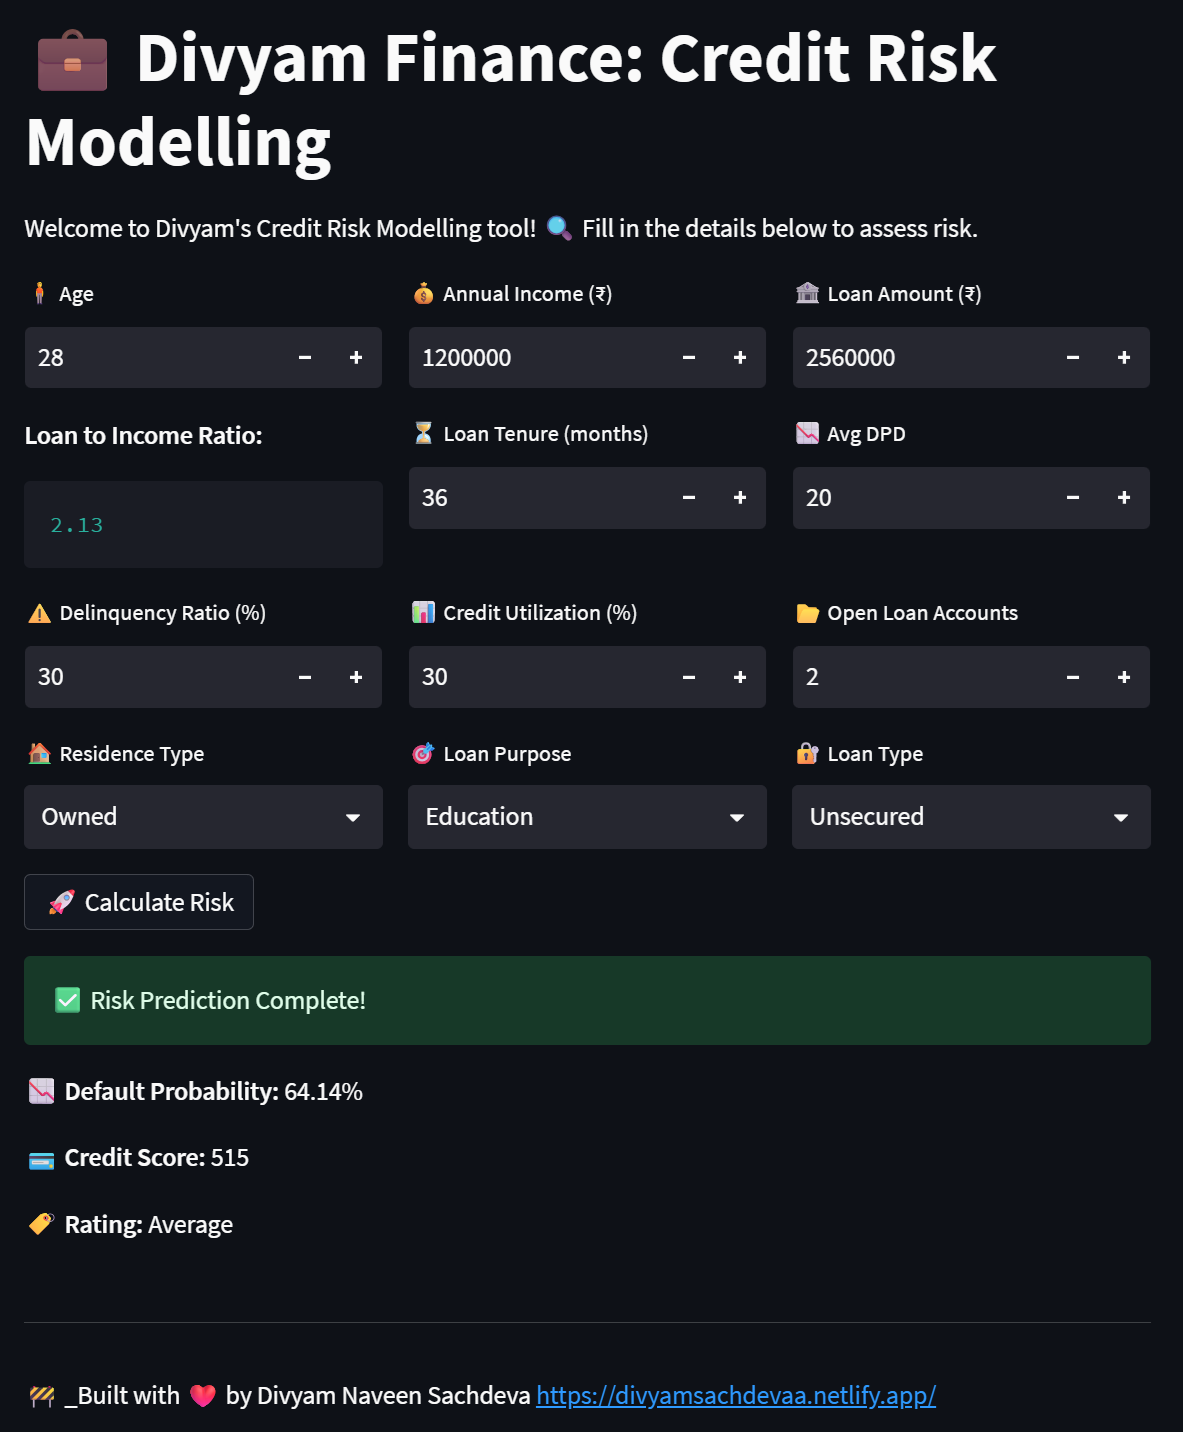 Divyam Finance: Credit Risk
Modelling
Welcome to Divyam's Credit Risk Modelling tool! Fill in the details below to assess risk.
Age
Annual Income (₹)
Loan Amount (₹)
28 − +
1200000 − +
2560000 − +
Loan to Income Ratio:
Loan Tenure (months)
Avg DPD
2.13
36 − +
20 − +
Delinquency Ratio (%)
Credit Utilization (%)
Open Loan Accounts
30 − +
30 − +
2 − +
Residence Type
Loan Purpose
Loan Type
Owned
Education
Unsecured
Calculate Risk
Risk Prediction Complete!
Default Probability: 64.14%
Credit Score: 515
Rating: Average
_Built with ❤️ by Divyam Naveen Sachdeva https://divyamsachdevaa.netlify.app/